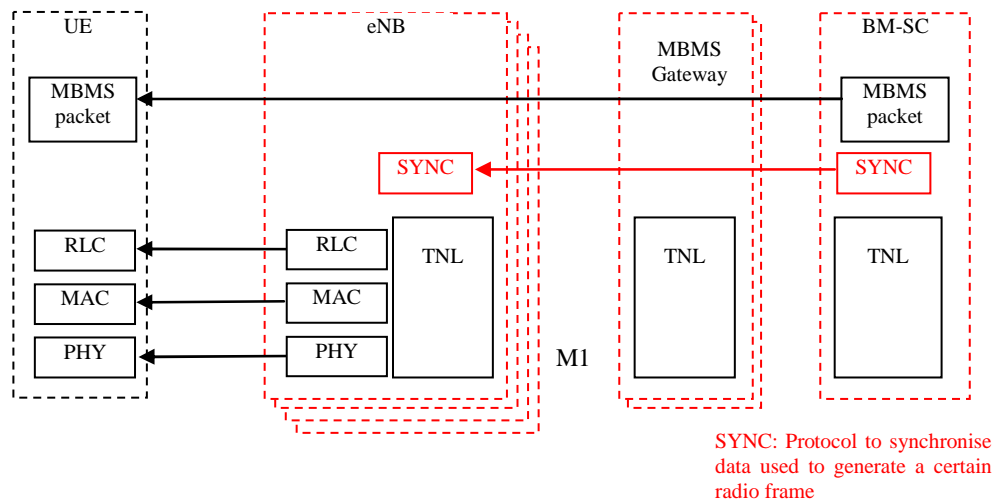 UE
eNB
MBMS
Gateway
BM-SC
MBMS
packet
MBMS
packet
SYNC
SYNC
RLC
RLC
TNL
TNL
TNL
MAC
MAC
PHY
PHY
M1
SYNC: Protocol to synchronise
data used to generate a certain
radio frame